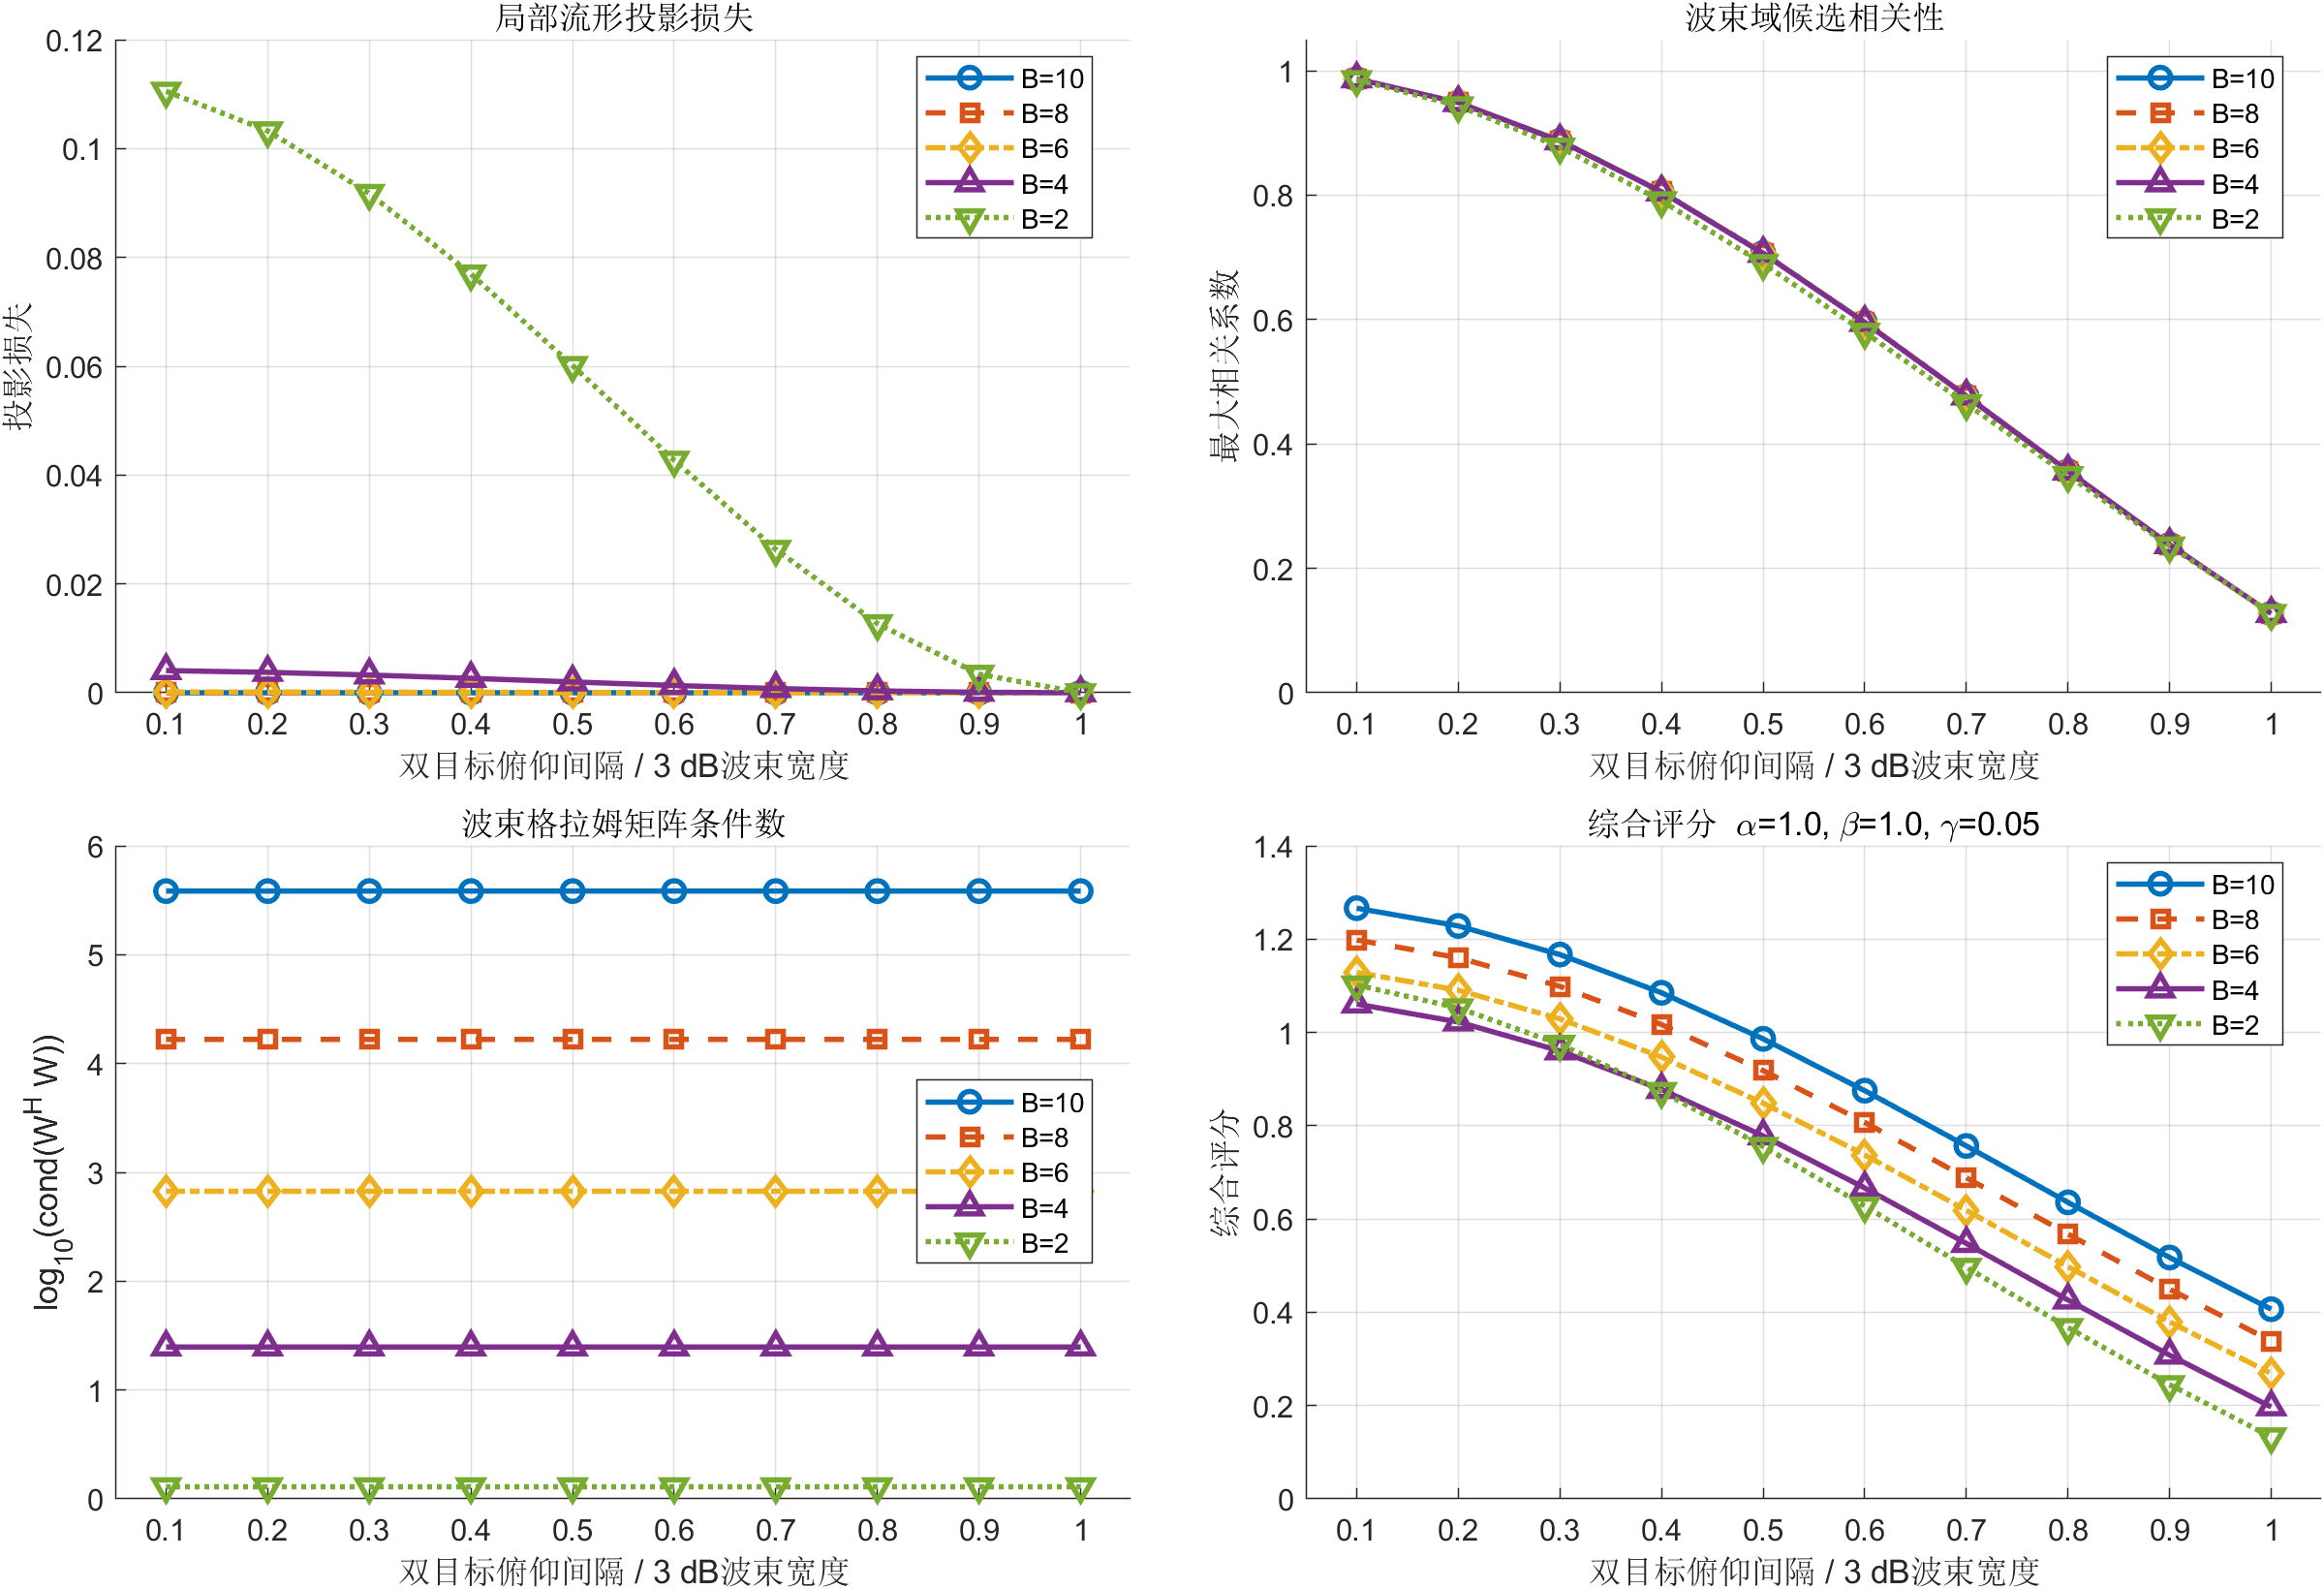 局部流形投影损失
0.12
0.1
0.08
0.06
0.04
0.02
0
投影损失
B=10
B=8
B=6
B=4
B=2
0.1 0.2 0.3 0.4 0.5 0.6 0.7 0.8 0.9 1
双目标俯仰间隔 / 3 dB波束宽度
波束域候选相关性
1
0.8
0.6
0.4
0.2
0
最大相关系数
B=10
B=8
B=6
B=4
B=2
0.1 0.2 0.3 0.4 0.5 0.6 0.7 0.8 0.9 1
双目标俯仰间隔 / 3 dB波束宽度
波束格拉姆矩阵条件数
6
5
4
3
2
1
0
log₁₀(cond(Wᴴ W))
B=10
B=8
B=6
B=4
B=2
0.1 0.2 0.3 0.4 0.5 0.6 0.7 0.8 0.9 1
双目标俯仰间隔 / 3 dB波束宽度
综合评分 α=1.0, β=1.0, γ=0.05
1.4
1.2
1
0.8
0.6
0.4
0.2
0
综合评分
B=10
B=8
B=6
B=4
B=2
0.1 0.2 0.3 0.4 0.5 0.6 0.7 0.8 0.9 1
双目标俯仰间隔 / 3 dB波束宽度